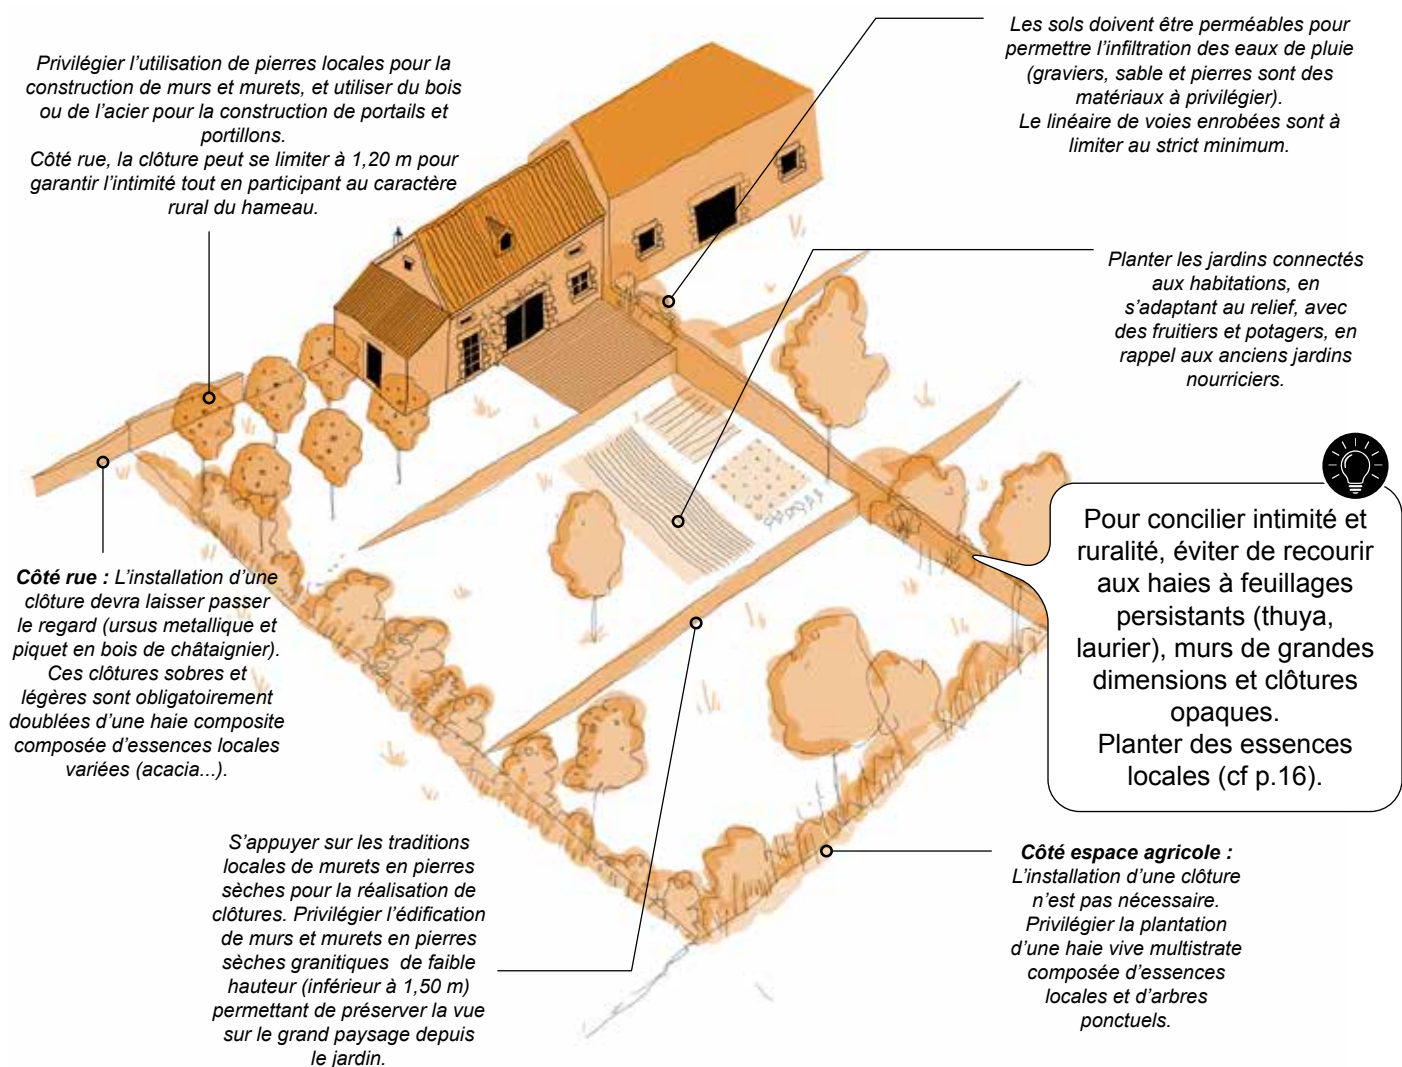 Privilégier l'utilisation de pierres locales pour la
construction de murs et murets, et utiliser du bois
ou de l'acier pour la construction de portails et
portillons.
Côté rue, la clôture peut se limiter à 1,20 m pour
garantir l'intimité tout en participant au caractère
rural du hameau.
Les sols doivent être perméables pour
permettre l'infiltration des eaux de pluie
(graviers, sable et pierres sont des
matériaux à privilégier).
Le linéaire de voies enrobées sont à
limiter au strict minimum.
Planter les jardins connectés
aux habitations, en
s'adaptant au relief, avec
des fruitiers et potagers, en
rappel aux anciens jardins
nourriciers.
Pour concilier intimité et
ruralité, éviter de recourir
aux haies à feuillages
persistants (thuya,
laurier), murs de grandes
dimensions et clôtures
opaques.
Planter des essences
locales (cf p.16).
Côté rue : L'installation d'une
clôture devra laisser passer
le regard (ursus metallique et
piquet en bois de châtaignier).
Ces clôtures sobres et
légères sont obligatoirement
doublées d'une haie composite
composée d'essences locales
variées (acacia...).
S'appuyer sur les traditions
locales de murets en pierres
sèches pour la réalisation de
clôtures. Privilégier l'édification
de murs et murets en pierres
sèches granitiques de faible
hauteur (inférieur à 1,50 m)
permettant de préserver la vue
sur le grand paysage depuis
le jardin.
Côté espace agricole :
L'installation d'une clôture
n'est pas nécessaire.
Privilégier la plantation
d'une haie vive multistrate
composée d'essences
locales et d'arbres
ponctuels.